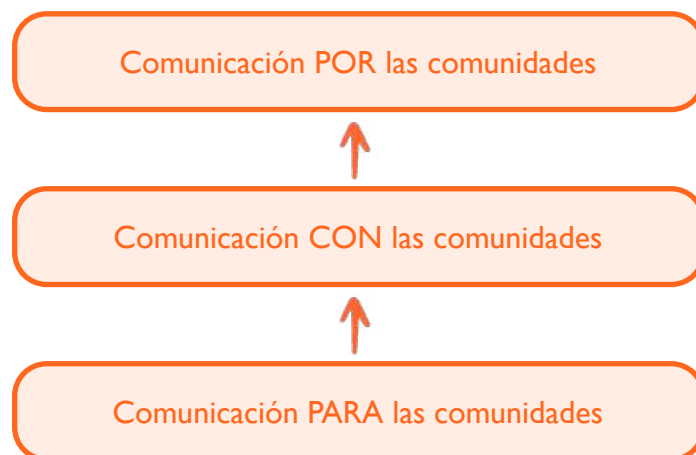 Comunicación POR las comunidades
Comunicación CON las comunidades
Comunicación PARA las comunidades